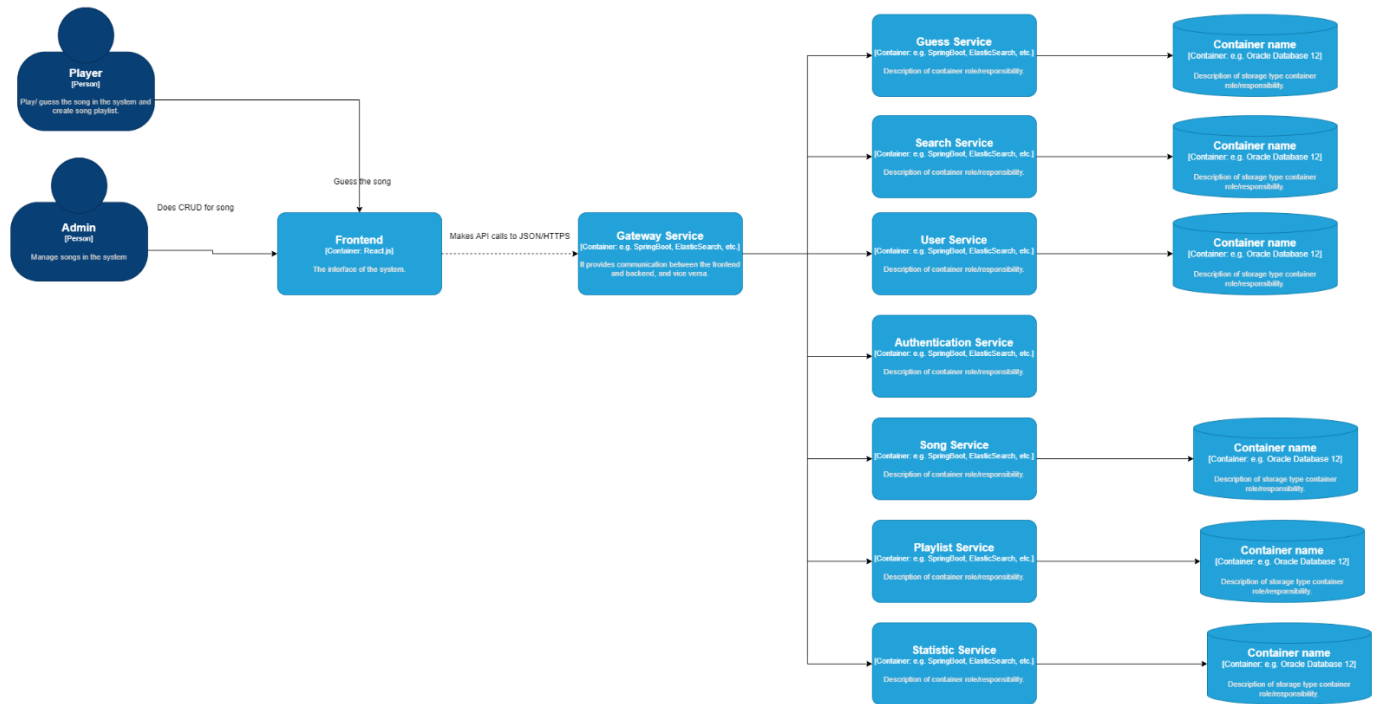 Player
[Person]
Play/ guess the song in the system and
create song playlist.
Admin
[Person]
Manage songs in the system
Does CRUD for song
Guess the song
Frontend
[Container: React.js]
The interface of the system.
Makes API calls to JSON/HTTPS
Gateway Service
[Container: e.g. SpringBoot, ElasticSearch, etc.]
It provides communication between the frontend
and backend, and vice versa.
Guess Service
[Container: e.g. SpringBoot, ElasticSearch, etc.]
Description of container role/responsibility.
Container name
[Container: e.g. Oracle Database 12]
Description of storage type container
role/responsibility.
Search Service
[Container: e.g. SpringBoot, ElasticSearch, etc.]
Description of container role/responsibility.
Container name
[Container: e.g. Oracle Database 12]
Description of storage type container
role/responsibility.
User Service
[Container: e.g. SpringBoot, ElasticSearch, etc.]
Description of container role/responsibility.
Container name
[Container: e.g. Oracle Database 12]
Description of storage type container
role/responsibility.
Authentication Service
[Container: e.g. SpringBoot, ElasticSearch, etc.]
Description of container role/responsibility.
Song Service
[Container: e.g. SpringBoot, ElasticSearch, etc.]
Description of container role/responsibility.
Container name
[Container: e.g. Oracle Database 12]
Description of storage type container
role/responsibility.
Playlist Service
[Container: e.g. SpringBoot, ElasticSearch, etc.]
Description of container role/responsibility.
Container name
[Container: e.g. Oracle Database 12]
Description of storage type container
role/responsibility.
Statistic Service
[Container: e.g. SpringBoot, ElasticSearch, etc.]
Description of container role/responsibility.
Container name
[Container: e.g. Oracle Database 12]
Description of storage type container
role/responsibility.